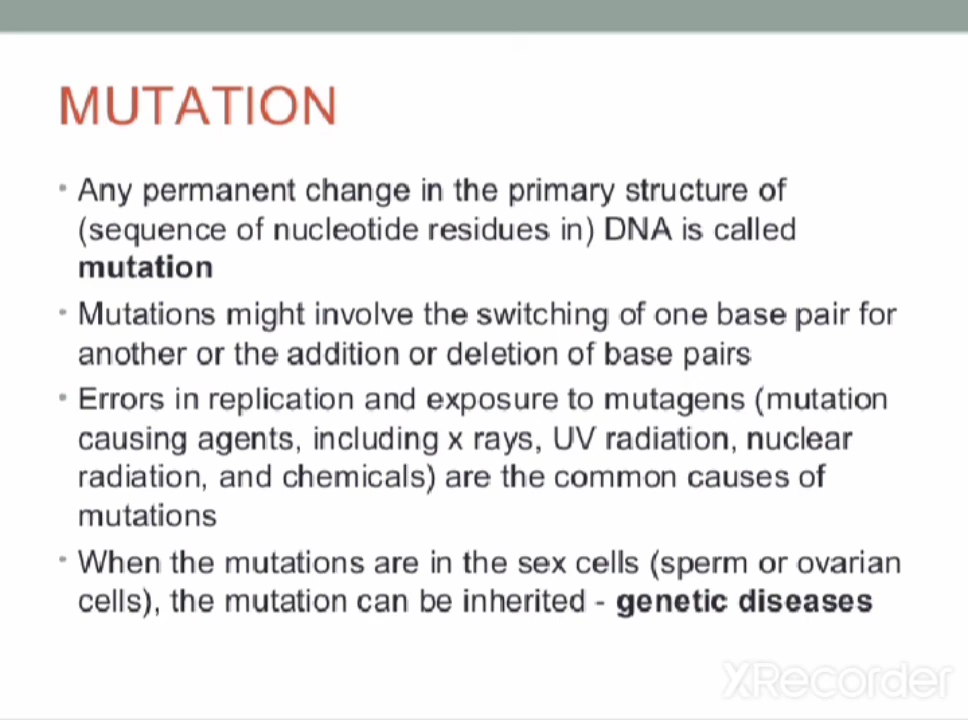 MUTATION
• Any permanent change in the primary structure of
(sequence of nucleotide residues in) DNA is called
mutation
• Mutations might involve the switching of one base pair for
another or the addition or deletion of base pairs
• Errors in replication and exposure to mutagens (mutation
causing agents, including x rays, UV radiation, nuclear
radiation, and chemicals) are the common causes of
mutations
• When the mutations are in the sex cells (sperm or ovarian
cells), the mutation can be inherited - genetic diseases
XRecorder